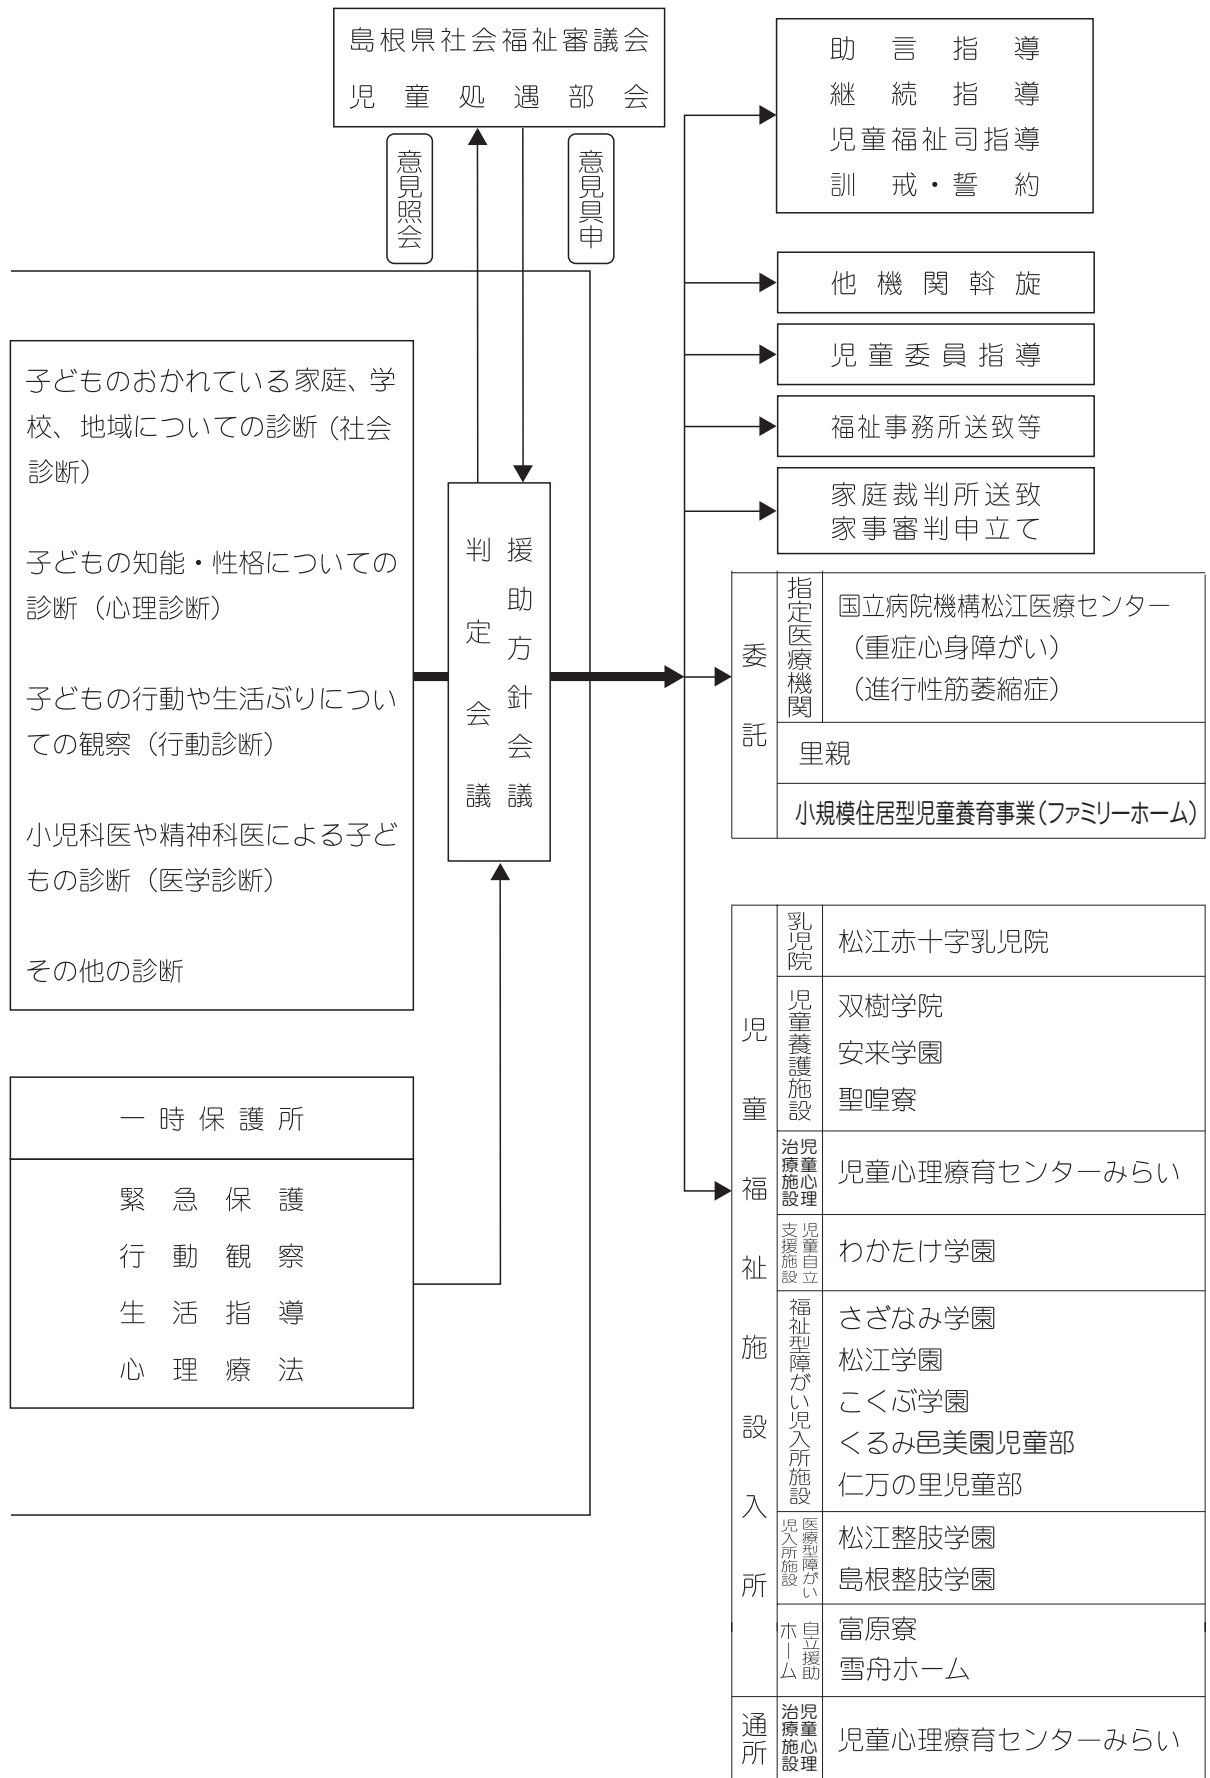 島根県社会福祉審議会
児童処遇部会
意見照会
意見具申
子どものおかれている家庭、学
校、地域についての診断（社会
診断）
子どもの知能・性格についての
診断（心理診断）
子どもの行動や生活ぶりについ
ての観察（行動診断）
小児科医や精神科医による子ど
もの診断（医学診断）
その他の診断
一時保護所
緊急保護
行動観察
生活指導
心理療法
援助方針会議
判定会議
助言指導
継続指導
児童福祉司指導
訓戒・誓約
他機関斡旋
児童委員指導
福祉事務所送致等
家庭裁判所送致
家事審判申立て
委託
指定医療機関
国立病院機構松江医療センター
（重症心身障がい）
（進行性筋萎縮症）
里親
小規模住居型児童養育事業（ファミリーホーム）
児童福祉施設入所
乳児院
松江赤十字乳児院
児童養護施設
双樹学院
安来学園
聖喤寮
児童心理
治療施設
児童心理療育センターみらい
児童自立
支援施設
わかたけ学園
福祉型障がい児入所施設
さざなみ学園
松江学園
こくぶ学園
くるみ邑美園児童部
仁万の里児童部
医療型障がい
児入所施設
松江整肢学園
島根整肢学園
自立援助
ホーム
富原寮
雪舟ホーム
通所
児童心理
治療施設
児童心理療育センターみらい